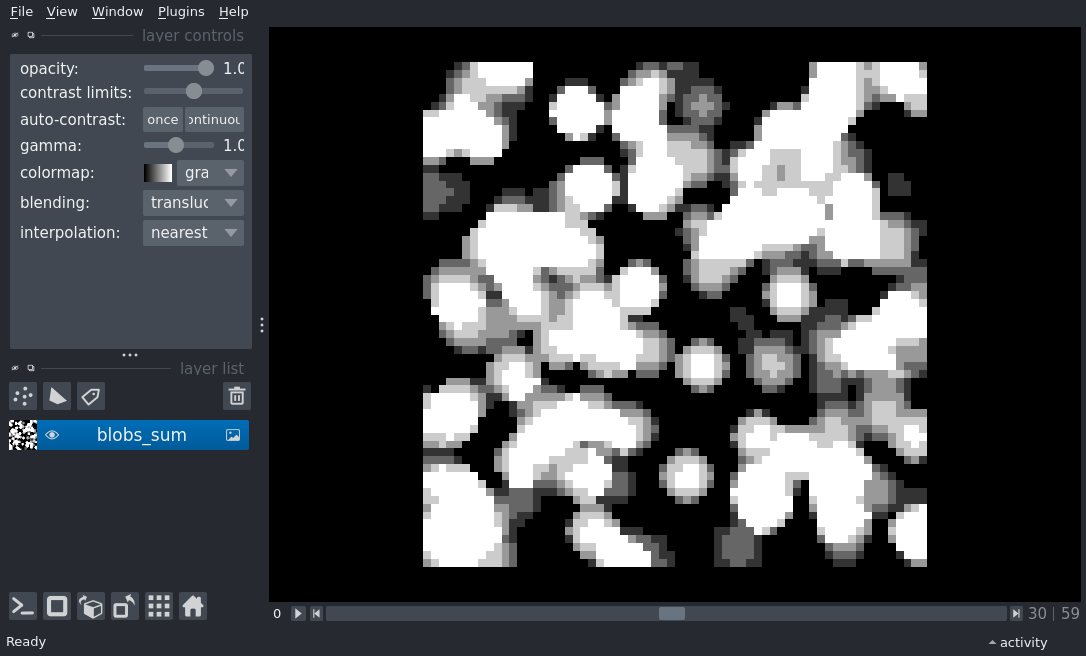 File View Window Plugins Help
layer controls
opacity: 1.0
contrast limits:
auto-contrast: once ontinuou
gamma: 1.0
colormap: gra
blending: transluc
interpolation: nearest
layer list
blobs_sum
0 30 | 59
Ready activity